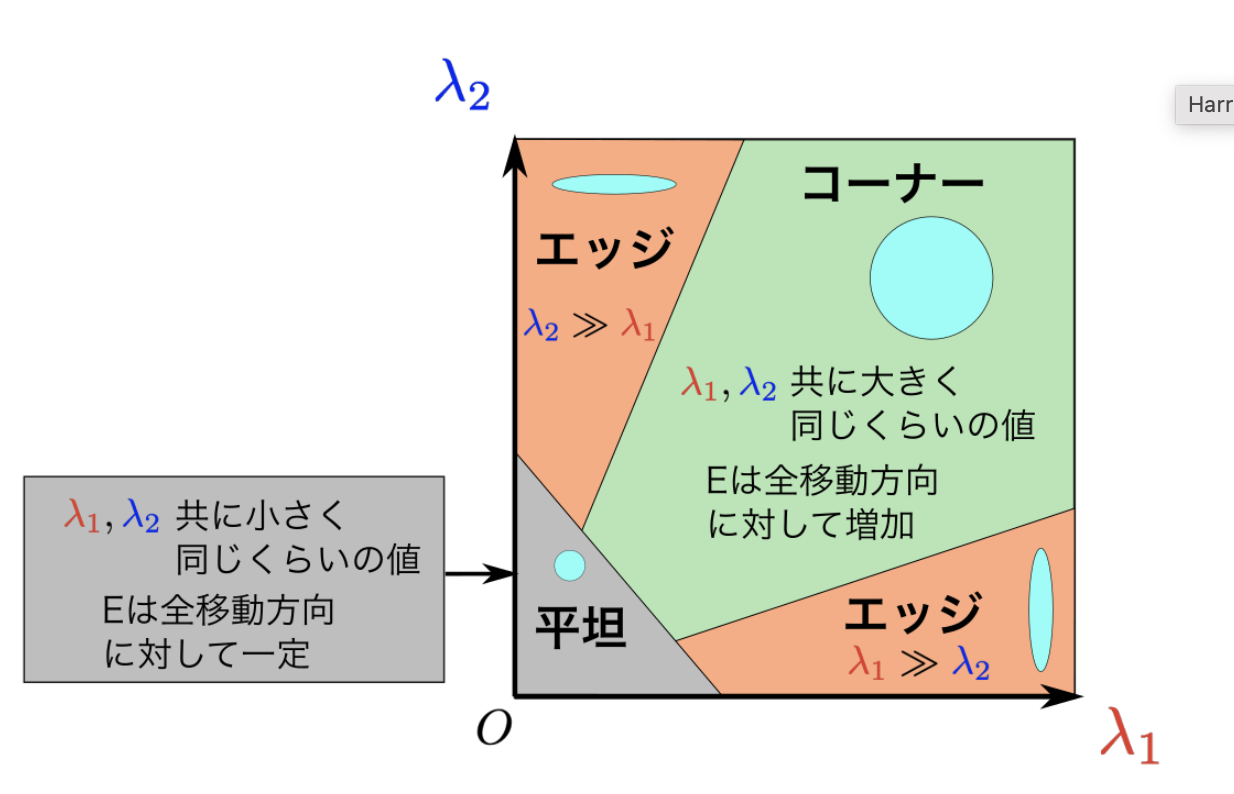 λ₂
Harr
コーナー
エッジ
λ₂ ≫ λ₁
λ₁, λ₂ 共に大きく
同じくらいの値
Eは全移動方向
に対して増加
λ₁, λ₂ 共に小さく
同じくらいの値
Eは全移動方向
に対して一定
平坦
エッジ
λ₁ ≫ λ₂
O
λ₁